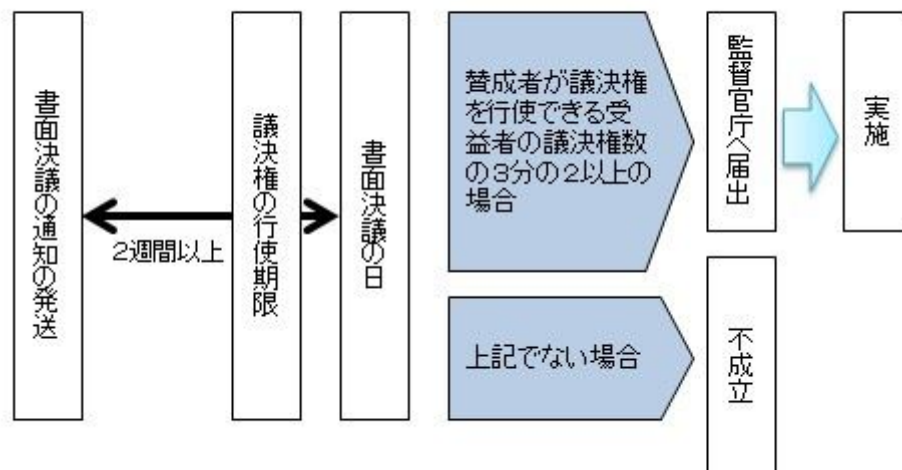 書面決議の通知の発送
2週間以上
議決権の行使期限
書面決議の日
賛成者が議決権
を行使できる受
益者の議決権数
の3分の2以上の
場合
監督官庁へ届出
実施
上記でない場合
不成立